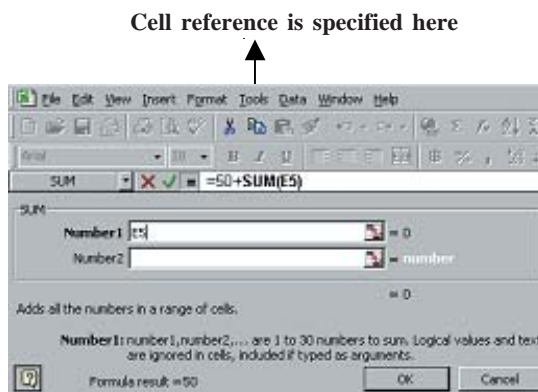 Cell reference is specified here
File Edit View Insert Format Tools Data Window Help
Arial 10 B I U
SUM =50+SUM(E5)
SUM
Number1 E5 = 0
Number2 = number
= 0
Adds all the numbers in a range of cells.
Number1: number1,number2,... are 1 to 30 numbers to sum. Logical values and text
are ignored in cells, included if typed as arguments.
Formula result =50 OK Cancel